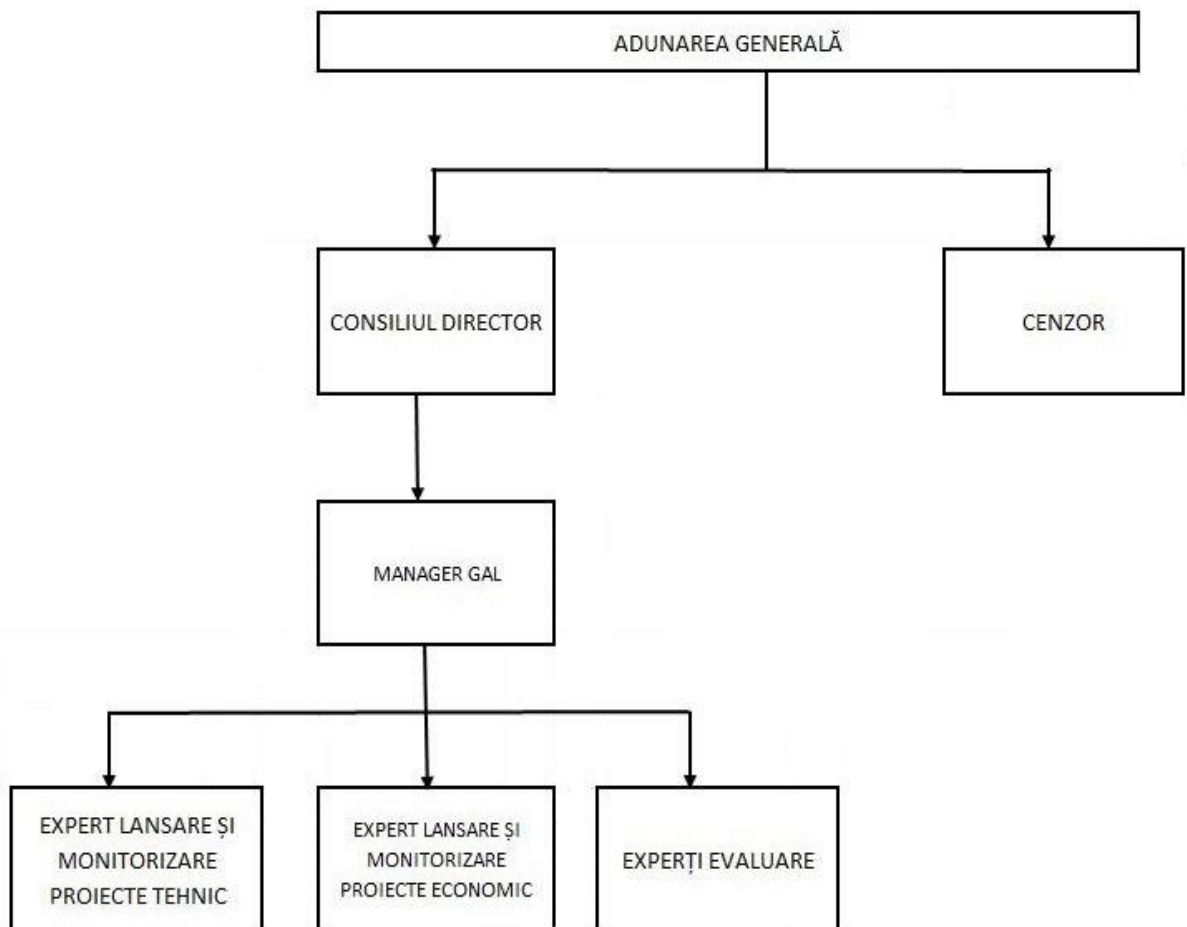 ADUNAREA GENERALĂ
CONSILIUL DIRECTOR
CENZOR
MANAGER GAL
EXPERT LANSARE ȘI
MONITORIZARE
PROIECTE TEHNIC
EXPERT LANSARE ȘI
MONITORIZARE
PROIECTE ECONOMIC
EXPERȚI EVALUARE